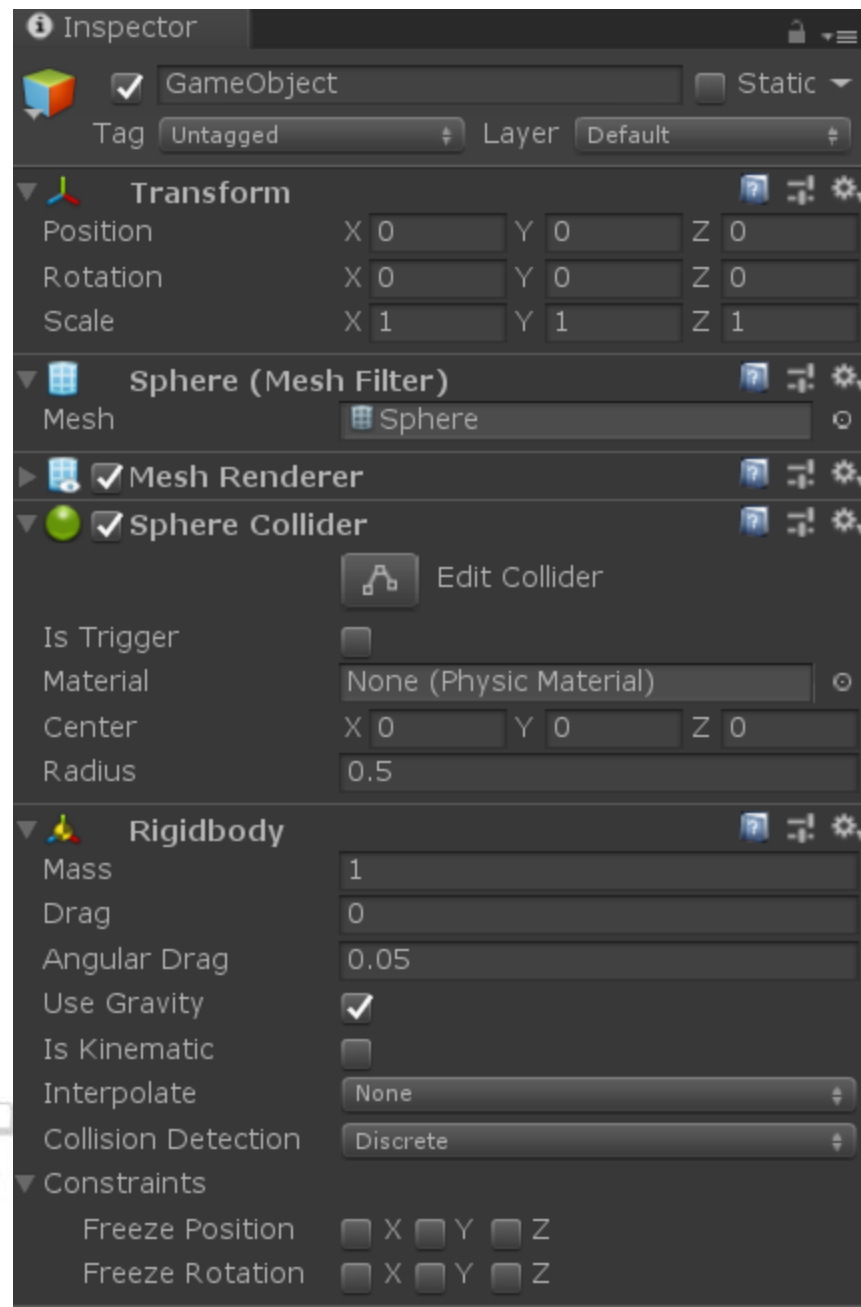 Inspector
GameObject Static
Tag Untagged Layer Default
Transform
Position X 0 Y 0 Z 0
Rotation X 0 Y 0 Z 0
Scale X 1 Y 1 Z 1
Sphere (Mesh Filter)
Mesh Sphere
Mesh Renderer
Sphere Collider
Edit Collider
Is Trigger
Material None (Physic Material)
Center X 0 Y 0 Z 0
Radius 0.5
Rigidbody
Mass 1
Drag 0
Angular Drag 0.05
Use Gravity
Is Kinematic
Interpolate None
Collision Detection Discrete
Constraints
Freeze Position X Y Z
Freeze Rotation X Y Z